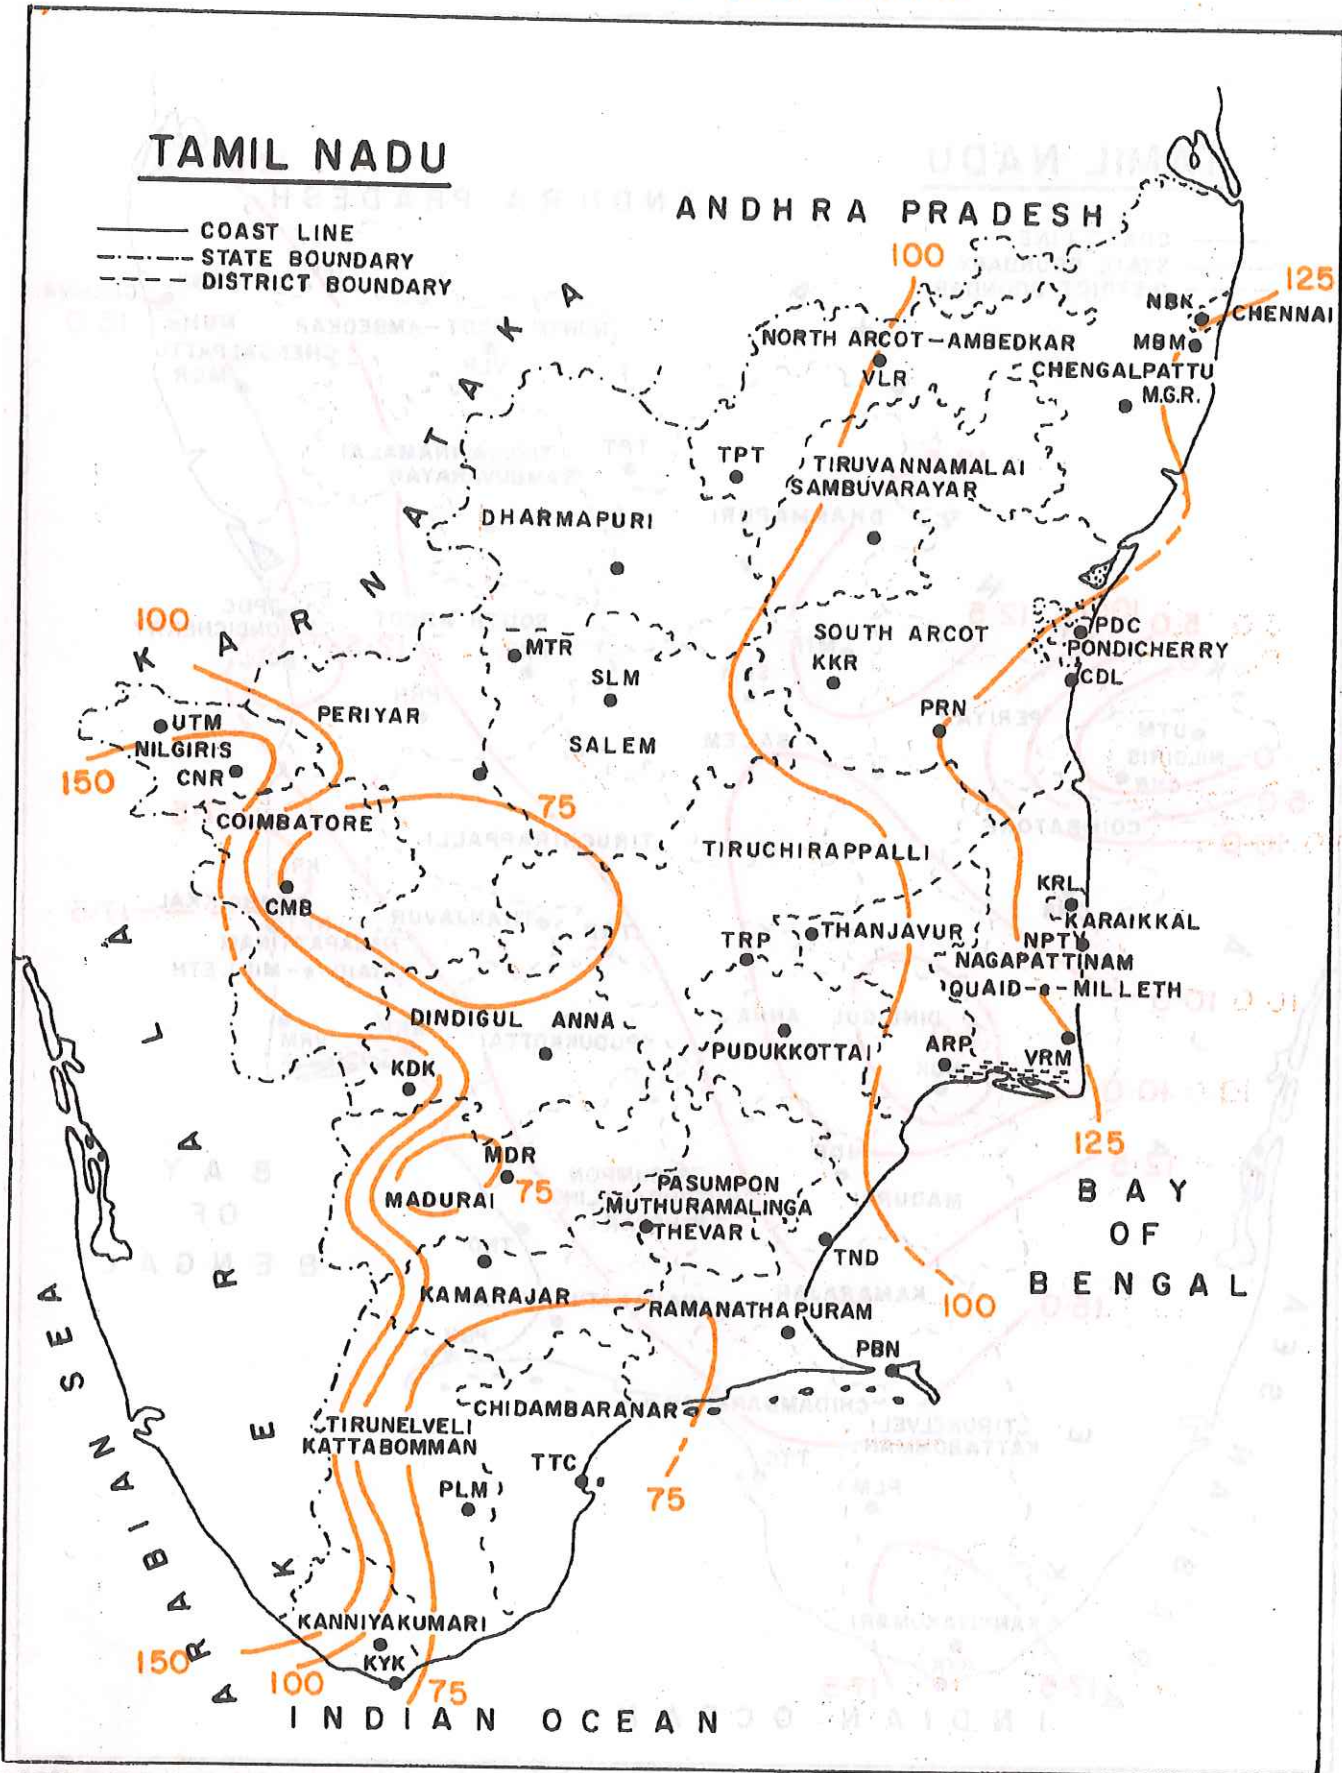 TAMIL NADU
COAST LINE
STATE BOUNDARY
DISTRICT BOUNDARY
ANDHRA PRADESH
KARNATAKA
100
125
NBK
CHENNAI
NORTH ARCOT-AMBEDKAR
MBM
VLR
CHENGALPATTU
M.G.R.
TPT
TIRUVANNAMALAI
SAMBUVARAYAR
DHARMAPURI
100
MTR
SOUTH ARCOT
PDC
PONDICHERRY
SLM
KKR
CDL
UTM
PERIYAR
PRN
NILGIRIS
SALEM
150
CNR
75
COIMBATORE
TIRUCHIRAPPALLI
CMB
KRL
KARAIKKAL
TRP
THANJAVUR
NPT
NAGAPATTINAM
QUAID-e-MILLETH
DINDIGUL ANNA
PUDUKKOTTAI
ARP
VRM
KDK
125
MDR
75
MADURAI
PASUMPON
MUTHURAMALINGA
THEVAR
BAY
OF
BENGAL
TND
KAMARAJAR
RAMANATHAPURAM
100
PBN
CHIDAMBARANAR
TIRUNELVELI
KATTABOMMAN
TTC
PLM
75
KERALA
ARABIAN SEA
KANNIYAKUMARI
150
KYK
100
75
INDIAN OCEAN